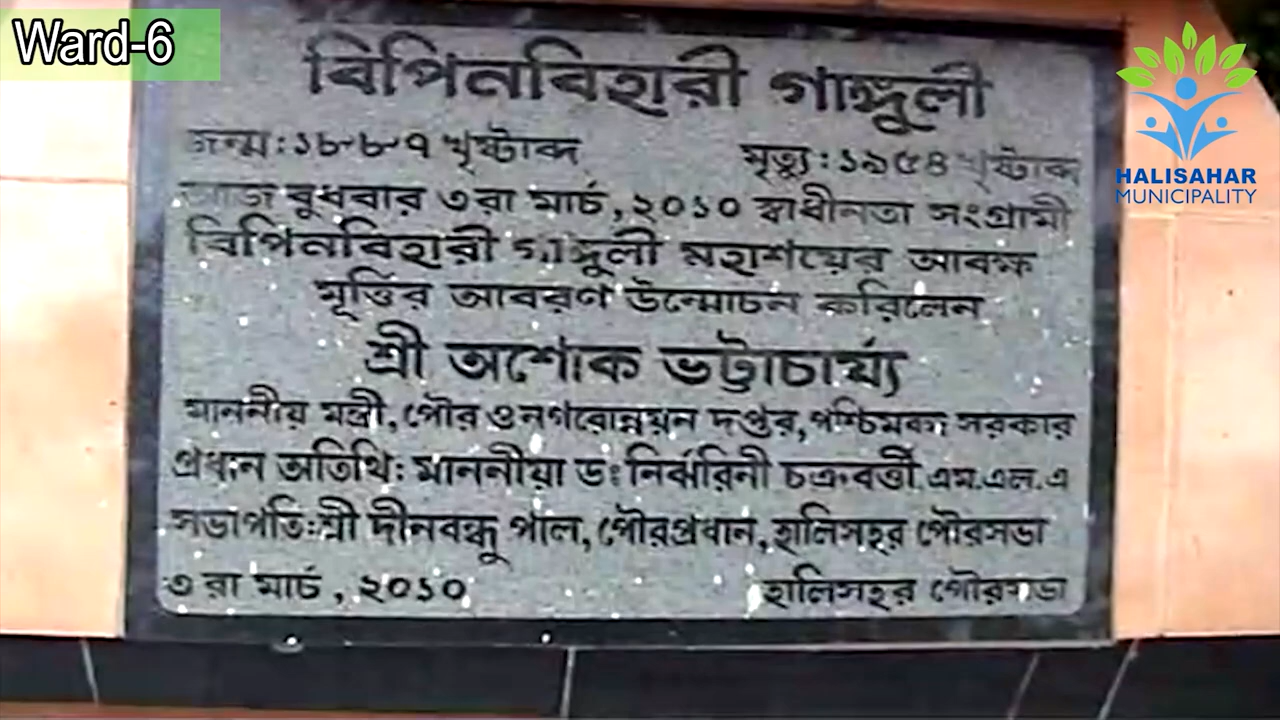 Ward-6
HALISAHAR
MUNICIPALITY
বিপিনবিহারী গাঙ্গুলী
জন্ম : ১৮৮৭ খৃষ্টাব্দ মৃত্যু : ১৯৫৪ খৃষ্টাব্দ
আজ বুধবার ৩রা মার্চ, ২০১০ স্বাধীনতা সংগ্রামী
বিপিনবিহারী গাঙ্গুলী মহাশয়ের আবক্ষ
মূর্ত্তির আবরণ উন্মোচন করিলেন
শ্রী অশোক ভট্টাচার্য্য
মাননীয় মন্ত্রী, পৌর ও নগরোন্নয়ন দপ্তর, পশ্চিমবঙ্গ সরকার
প্রধান অতিথি: মাননীয়া ডঃ নির্ঝরিনী চক্রবর্ত্তী এম.এল.এ
সভাপতি: শ্রী দীনবন্ধু পাল, পৌরপ্রধান, হালিসহর পৌরসভা
৩ রা মার্চ, ২০১০ হালিসহর পৌরসভা